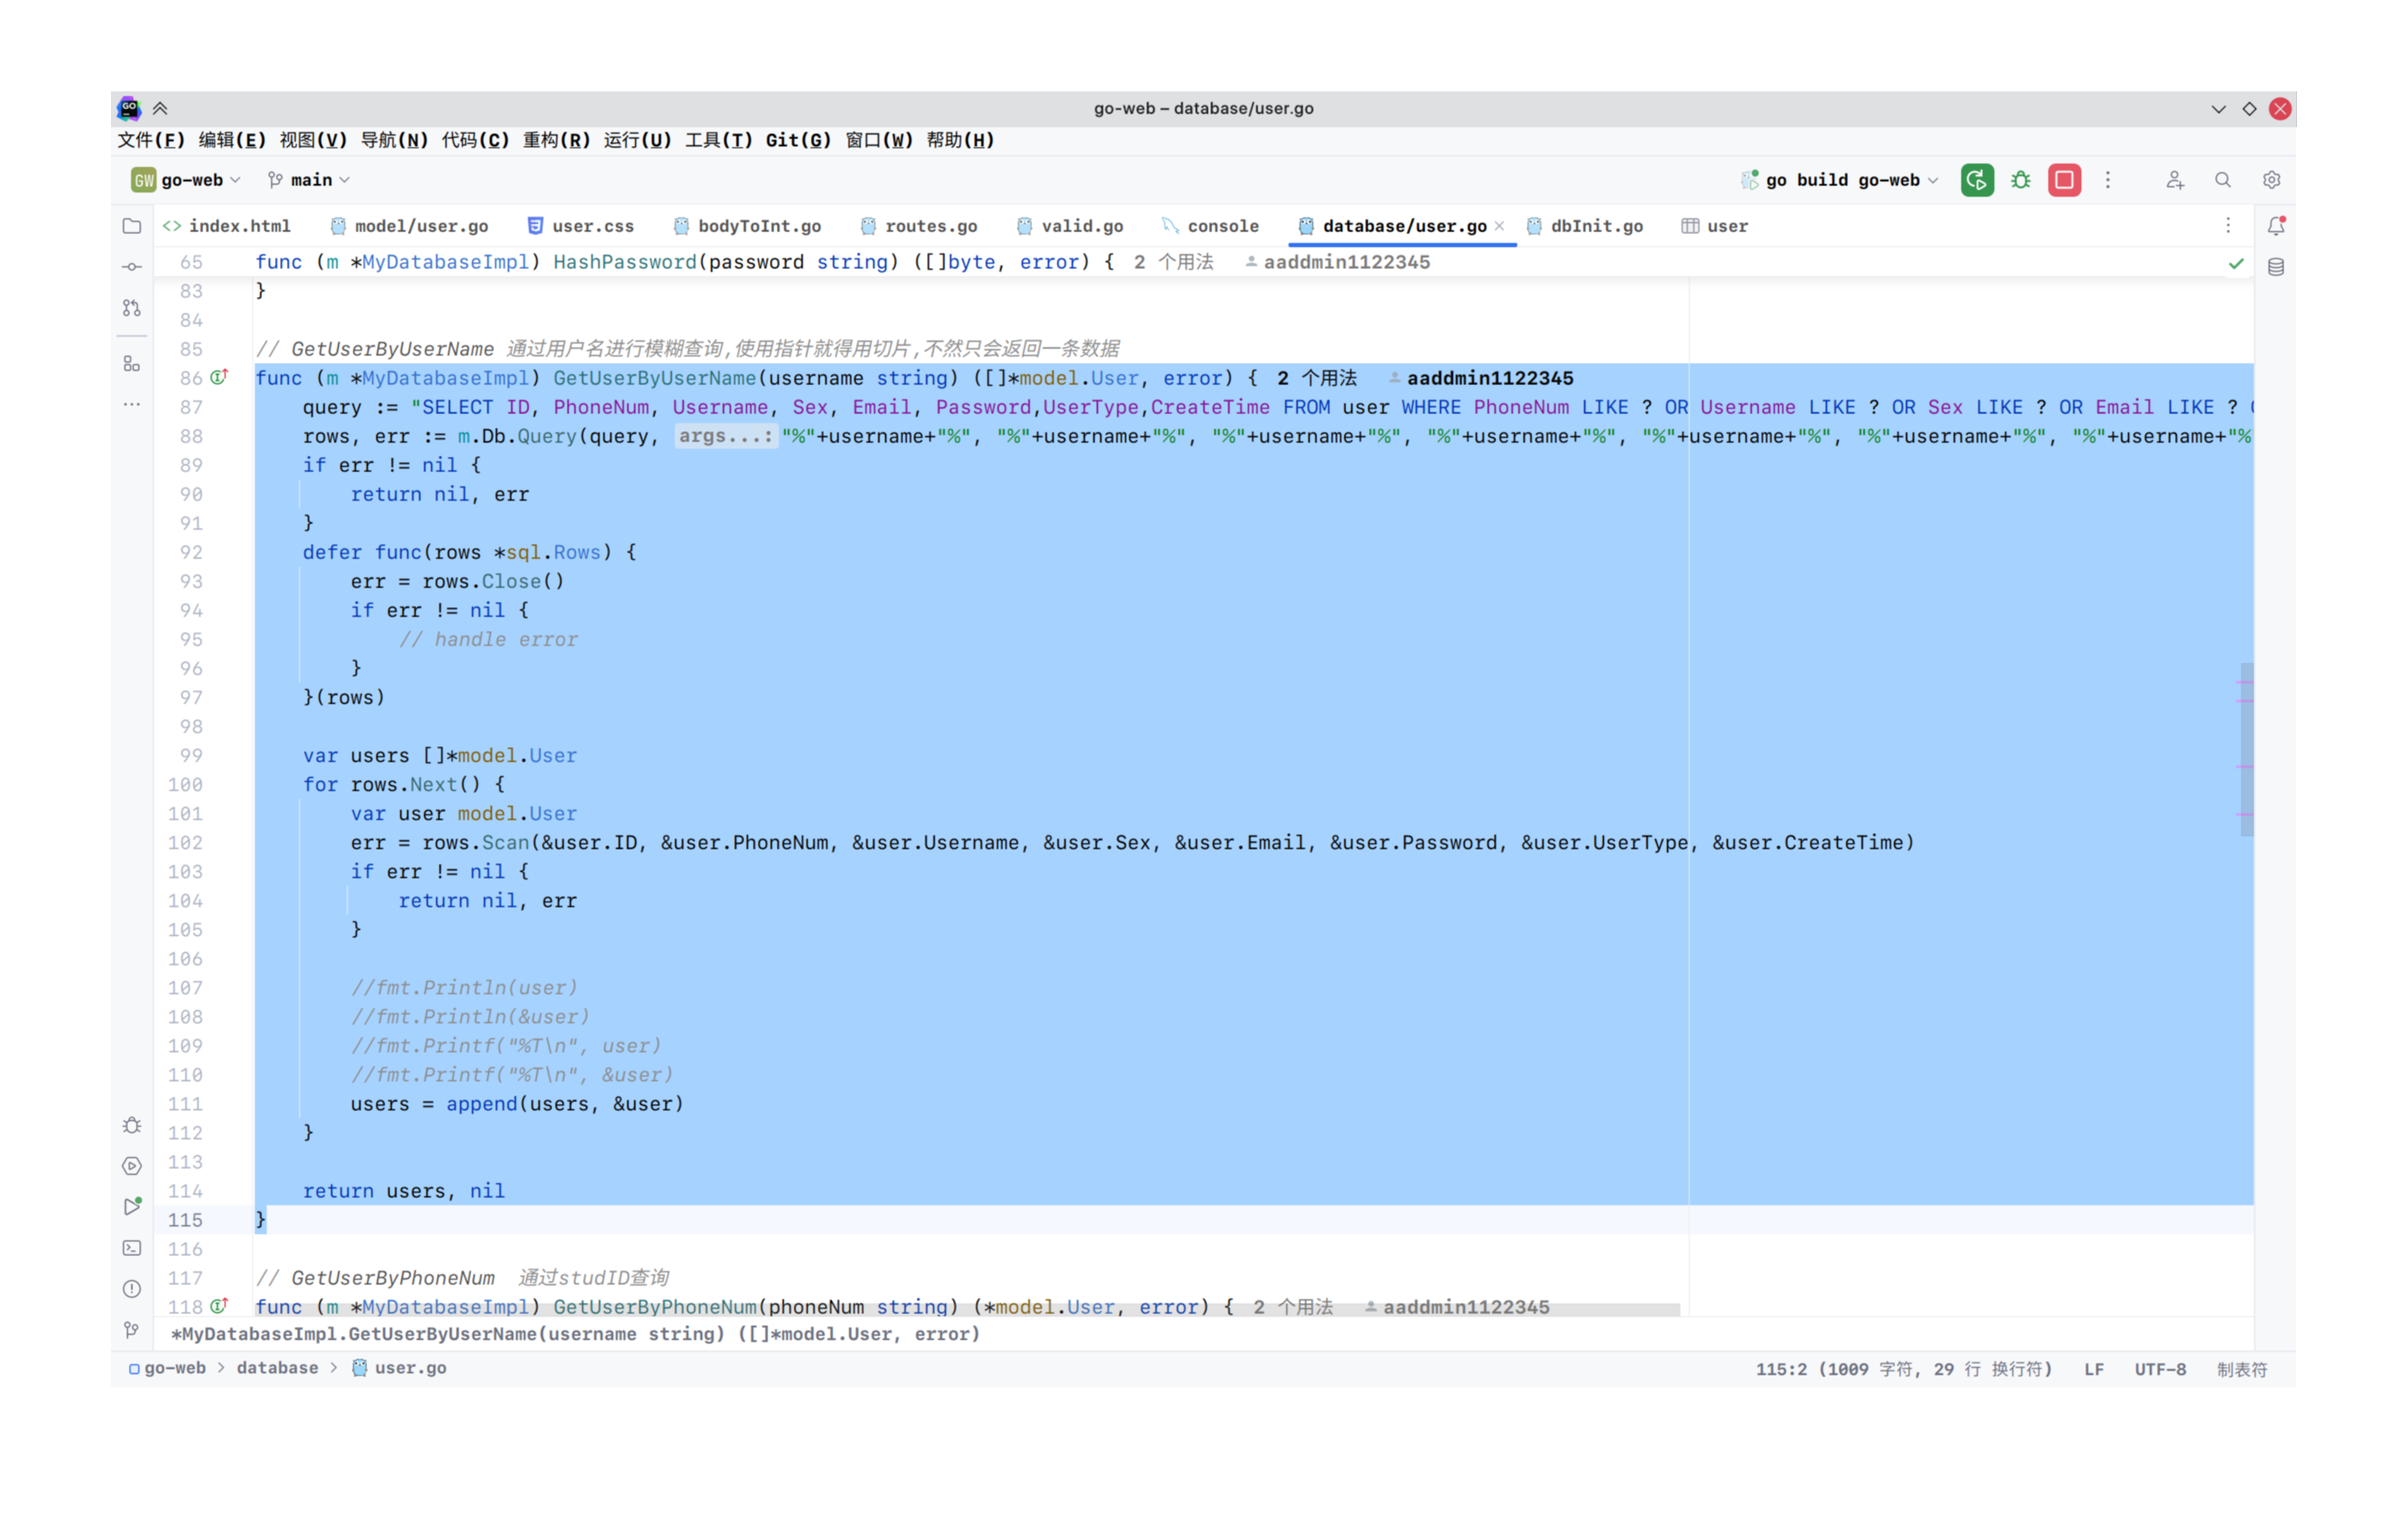 go-web – database/user.go
文件(F) 编辑(E) 视图(V) 导航(N) 代码(C) 重构(R) 运行(U) 工具(T) Git(G) 窗口(W) 帮助(H)
GW go-web main go build go-web
index.html model/user.go user.css bodyToInt.go routes.go valid.go console database/user.go dbInit.go user
65 func (m *MyDatabaseImpl) HashPassword(password string) ([]byte, error) { 2 个用法 aaddmin1122345
83 }
84
85 // GetUserByUserName 通过用户名进行模糊查询,使用指针就得用切片,不然只会返回一条数据
86 func (m *MyDatabaseImpl) GetUserByUserName(username string) ([]*model.User, error) { 2 个用法 aaddmin1122345
87 query := "SELECT ID, PhoneNum, Username, Sex, Email, Password,UserType,CreateTime FROM user WHERE PhoneNum LIKE ? OR Username LIKE ? OR Sex LIKE ? OR Email LIKE ?
88 rows, err := m.Db.Query(query, args...: "%"+username+"%", "%"+username+"%", "%"+username+"%", "%"+username+"%", "%"+username+"%", "%"+username+"%", "%"+username+"%
89 if err != nil {
90 return nil, err
91 }
92 defer func(rows *sql.Rows) {
93 err = rows.Close()
94 if err != nil {
95 // handle error
96 }
97 }(rows)
98
99 var users []*model.User
100 for rows.Next() {
101 var user model.User
102 err = rows.Scan(&user.ID, &user.PhoneNum, &user.Username, &user.Sex, &user.Email, &user.Password, &user.UserType, &user.CreateTime)
103 if err != nil {
104 return nil, err
105 }
106
107 //fmt.Println(user)
108 //fmt.Println(&user)
109 //fmt.Printf("%T\n", user)
110 //fmt.Printf("%T\n", &user)
111 users = append(users, &user)
112 }
113
114 return users, nil
115 }
116
117 // GetUserByPhoneNum 通过studID查询
118 func (m *MyDatabaseImpl) GetUserByPhoneNum(phoneNum string) (*model.User, error) { 2 个用法 aaddmin1122345
*MyDatabaseImpl.GetUserByUserName(username string) ([]*model.User, error)
go-web > database > user.go 115:2 (1009 字符, 29 行 换行符) LF UTF-8 制表符